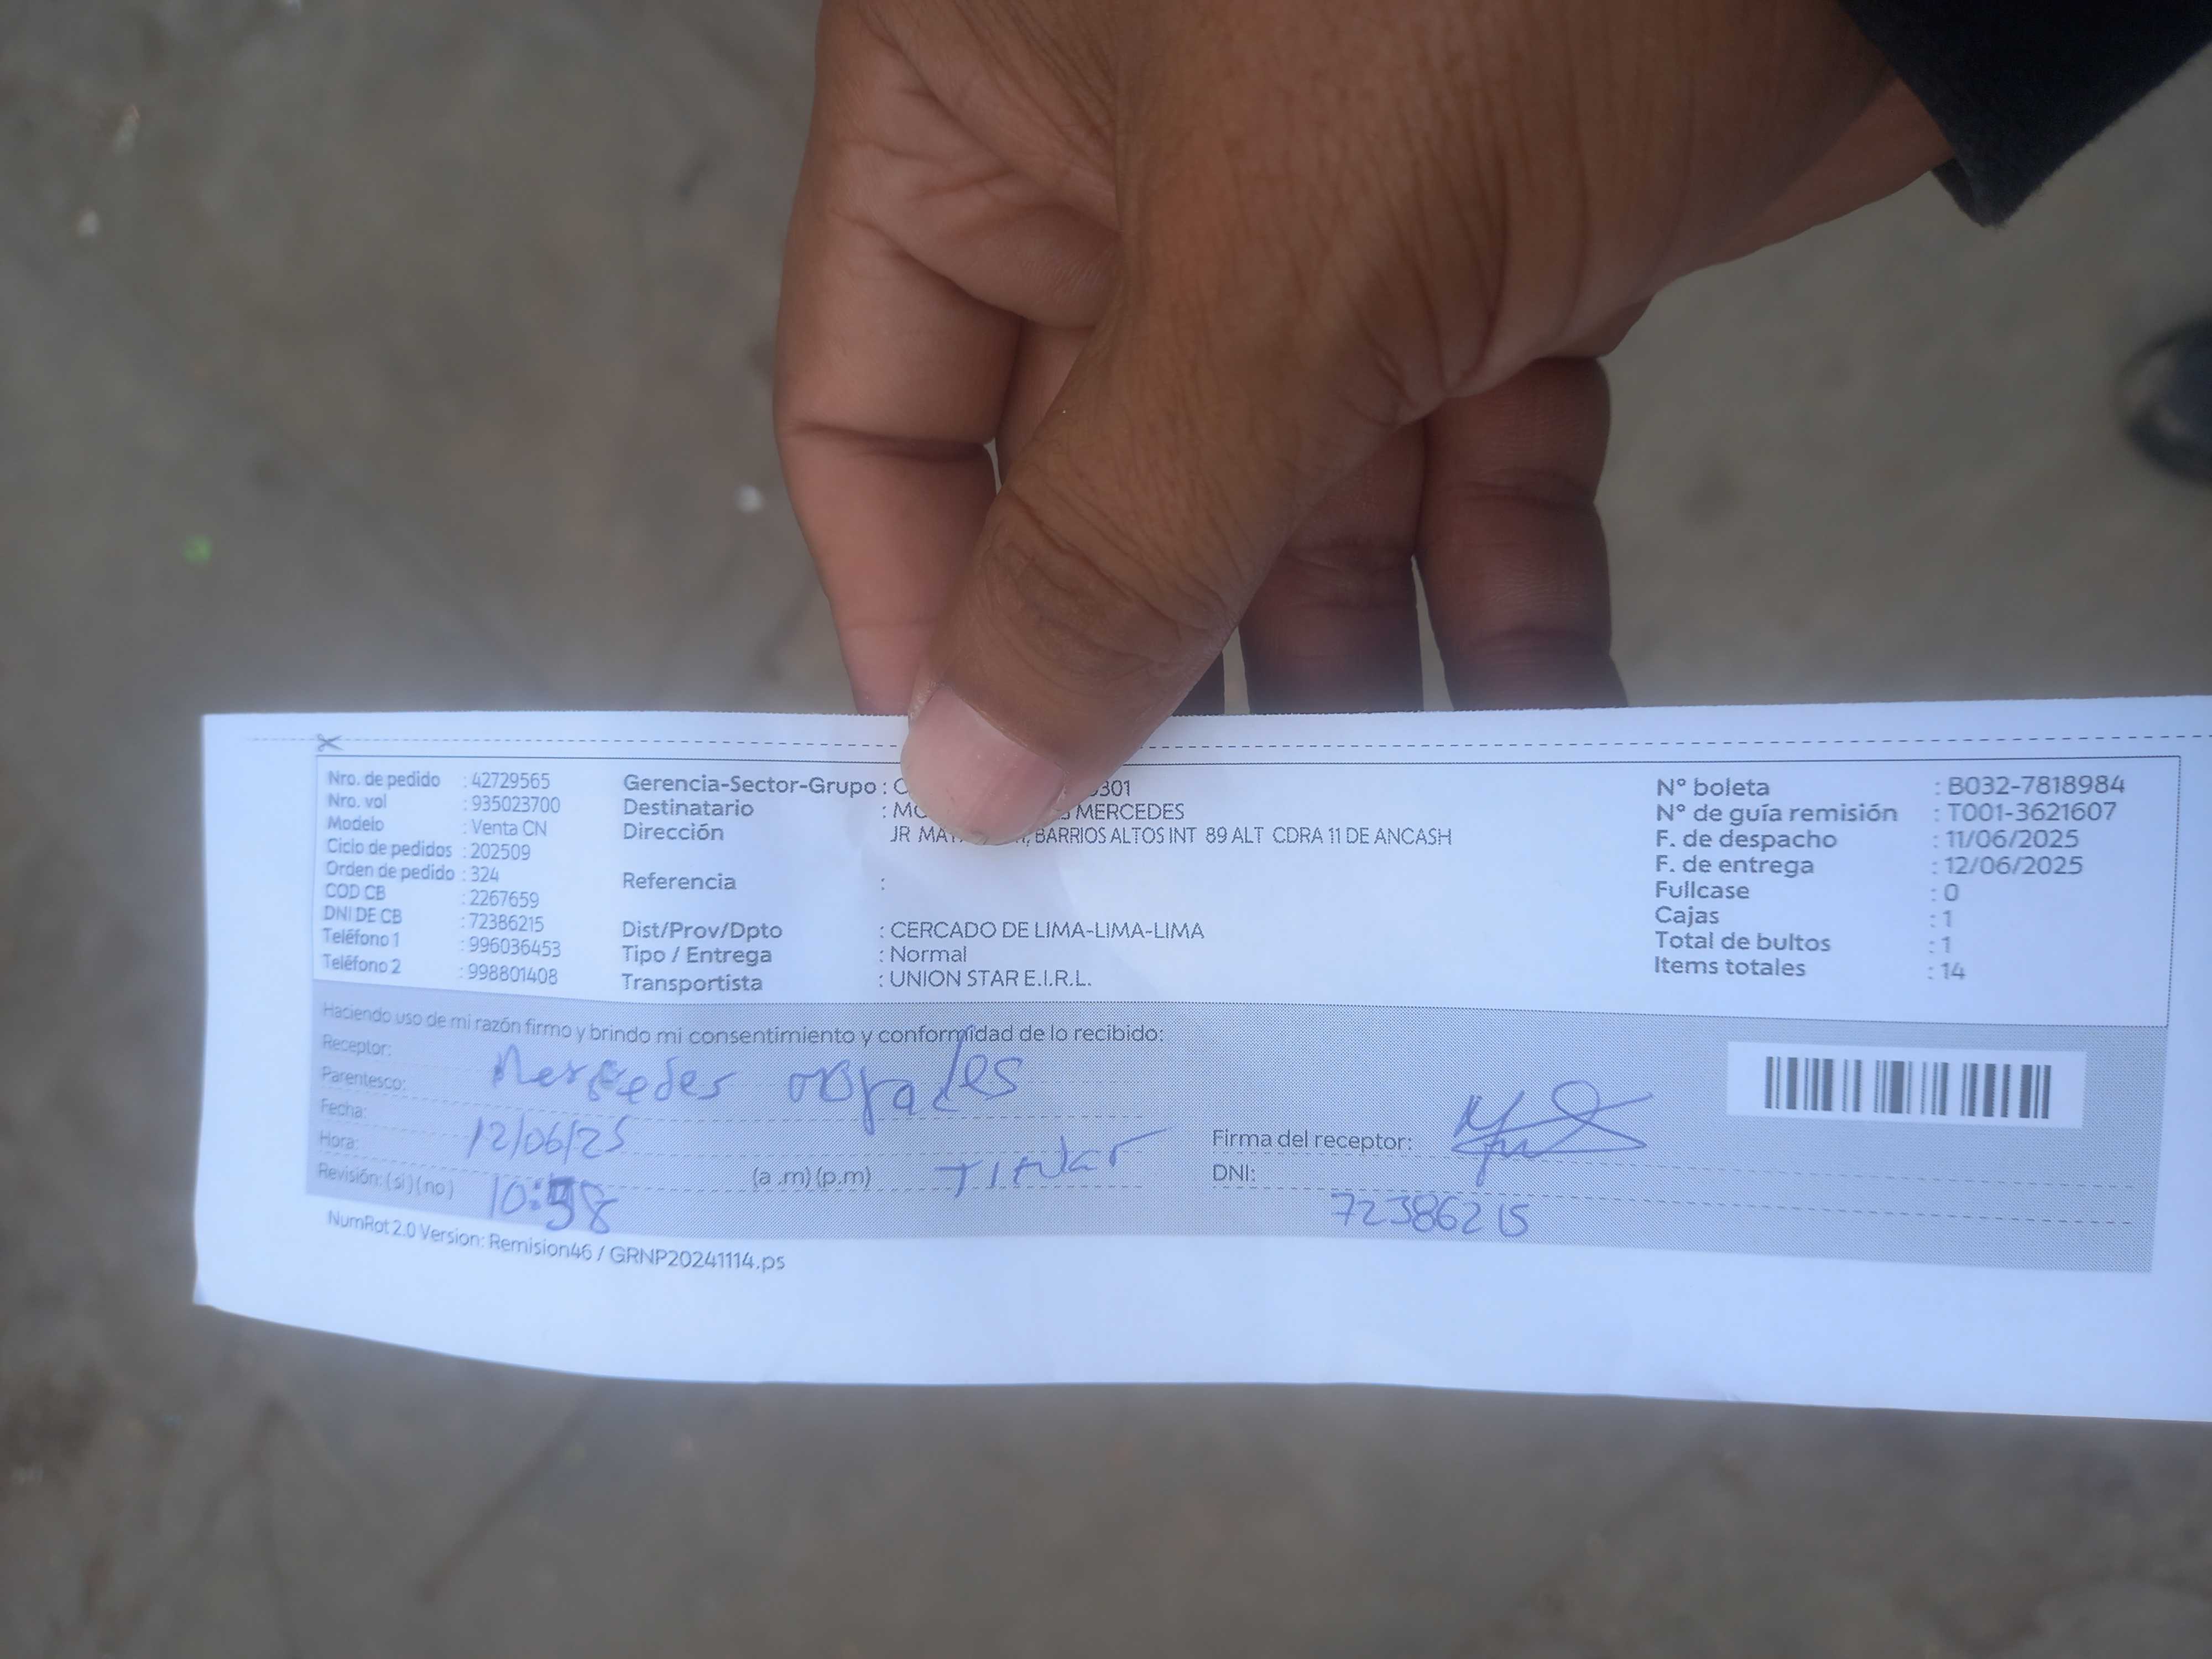 Nro. de pedido : 42729565
Nro. vol : 935023700
Modelo : Venta CN
Ciclo de pedidos : 202509
Orden de pedido : 324
COD CB : 2267659
DNI DE CB : 72386215
Teléfono 1 : 996036453
Teléfono 2 : 998801408
Gerencia-Sector-Grupo :
Destinatario : MERCEDES
Dirección JR BARRIOS ALTOS INT 89 ALT CDRA 11 DE ANCASH
Referencia :
Dist/Prov/Dpto : CERCADO DE LIMA-LIMA-LIMA
Tipo / Entrega : Normal
Transportista : UNION STAR E.I.R.L.
N° boleta : B032-7818984
N° de guía remisión : T001-3621607
F. de despacho : 11/06/2025
F. de entrega : 12/06/2025
Fullcase : 0
Cajas : 1
Total de bultos : 1
Items totales : 14
Haciendo uso de mi razón firmo y brindo mi consentimiento y conformidad de lo recibido:
Receptor: Mercedes morales
Parentesco:
Fecha: 12/06/25
Hora: (a .m) (p.m) Titular
Revisión: (si) (no) 10:58
Firma del receptor:
DNI: 72386215
NumRot 2.0 Version: Remision46 / GRNP20241114.ps